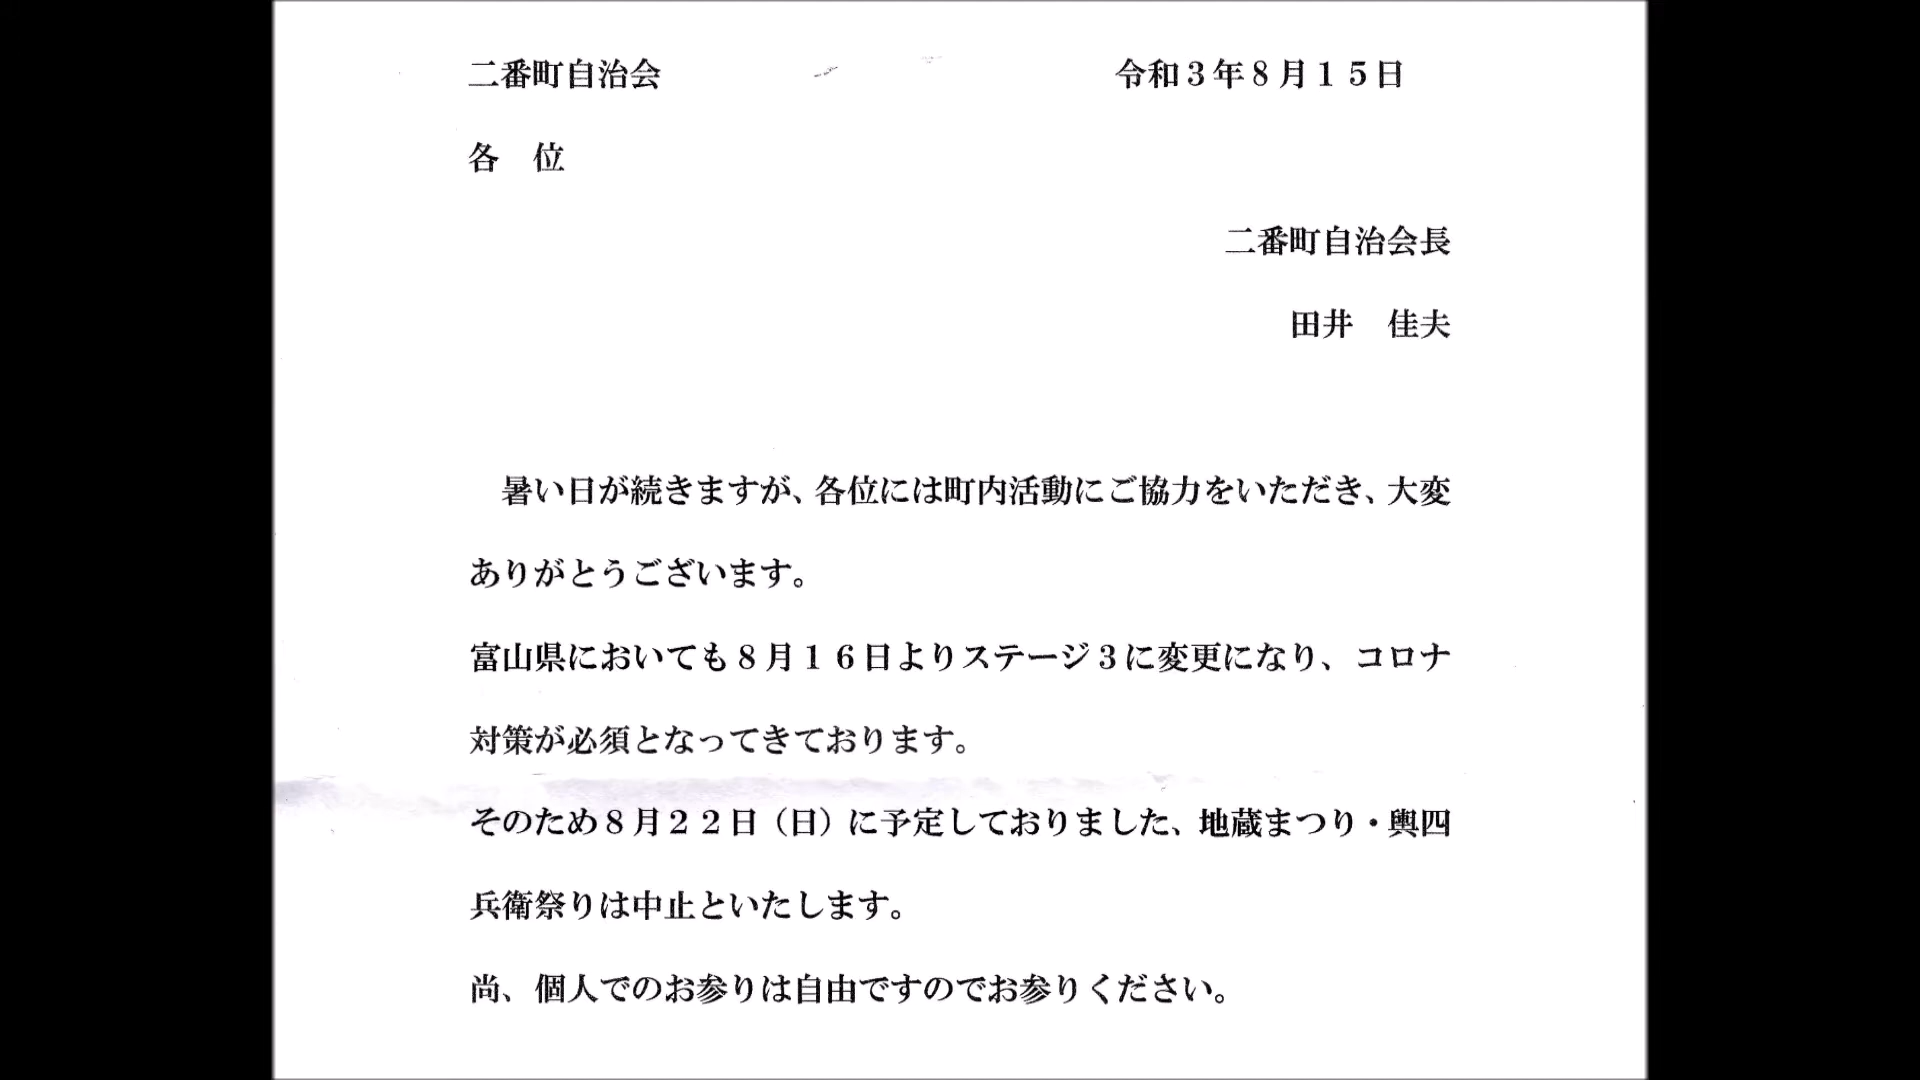 二番町自治会　令和３年８月１５日
各　位
二番町自治会長
田井　佳夫
暑い日が続きますが、各位には町内活動にご協力をいただき、大変
ありがとうございます。
富山県においても８月１６日よりステージ３に変更になり、コロナ
対策が必須となってきております。
そのため８月２２日（日）に予定しておりました、地蔵まつり・輿四
兵衛祭りは中止といたします。
尚、個人でのお参りは自由ですのでお参りください。